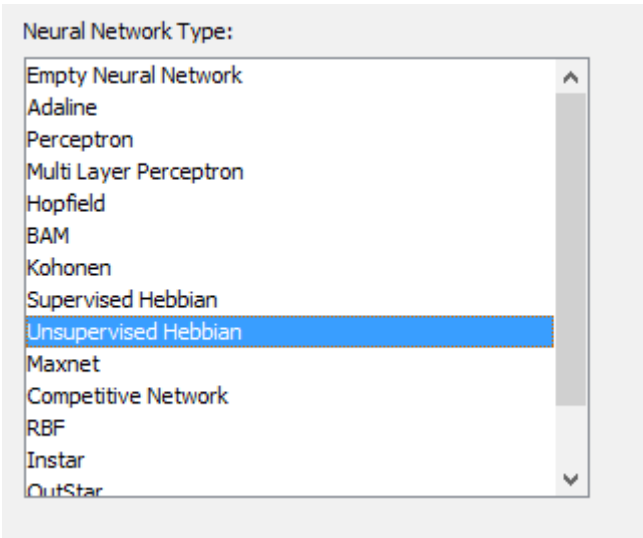 Neural Network Type:
Empty Neural Network
Adaline
Perceptron
Multi Layer Perceptron
Hopfield
BAM
Kohonen
Supervised Hebbian
Unsupervised Hebbian
Maxnet
Competitive Network
RBF
Instar
OutStar